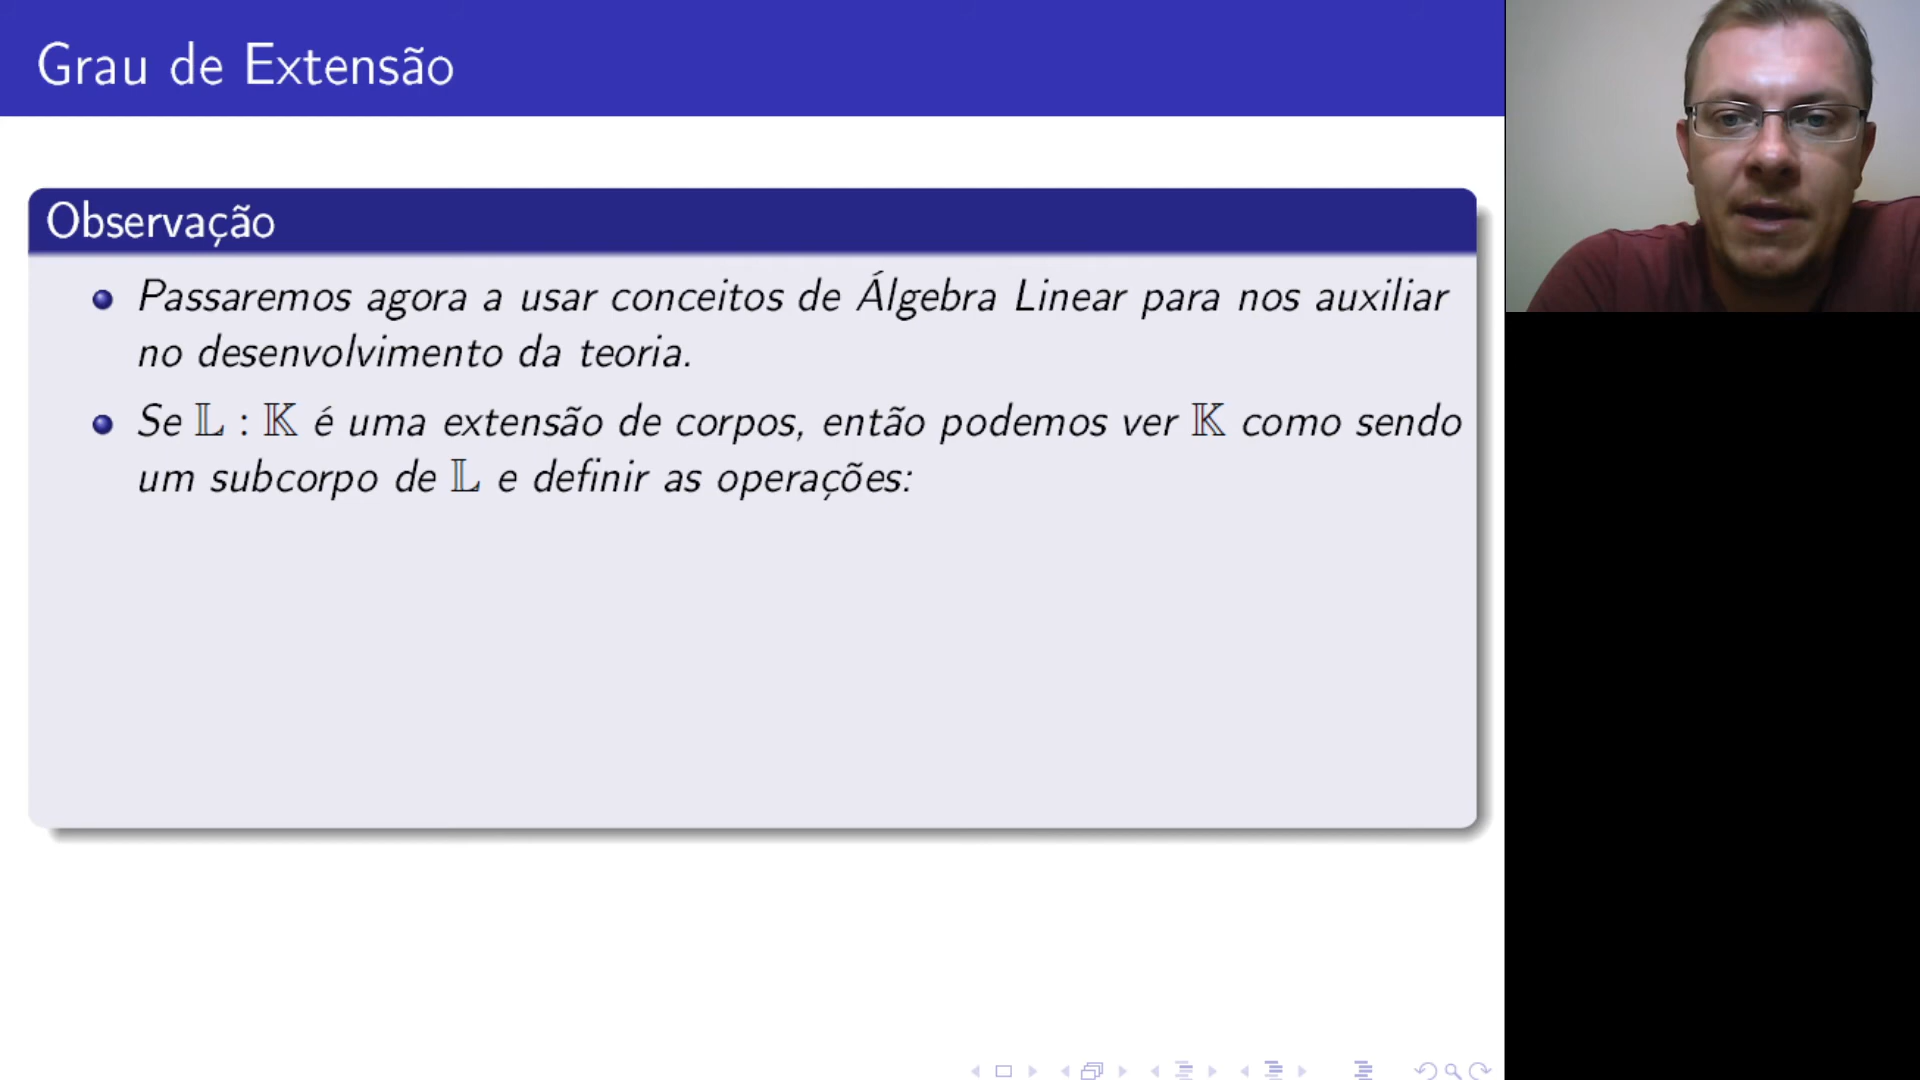 Grau de Extensão
Observação
Passaremos agora a usar conceitos de Álgebra Linear para nos auxiliar
no desenvolvimento da teoria.
Se 𝕃 : 𝕂 é uma extensão de corpos, então podemos ver 𝕂 como sendo
um subcorpo de 𝕃 e definir as operações: